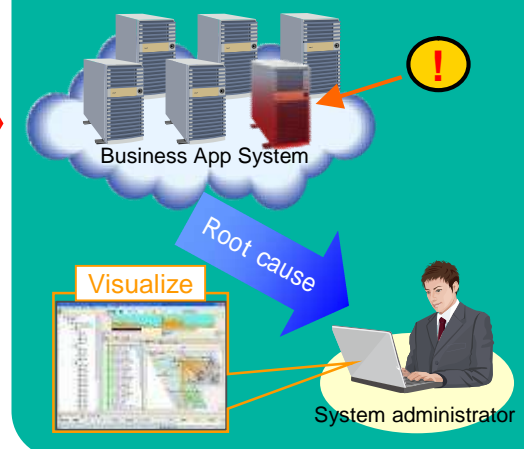 !
Business App System
Root cause
Visualize
System administrator